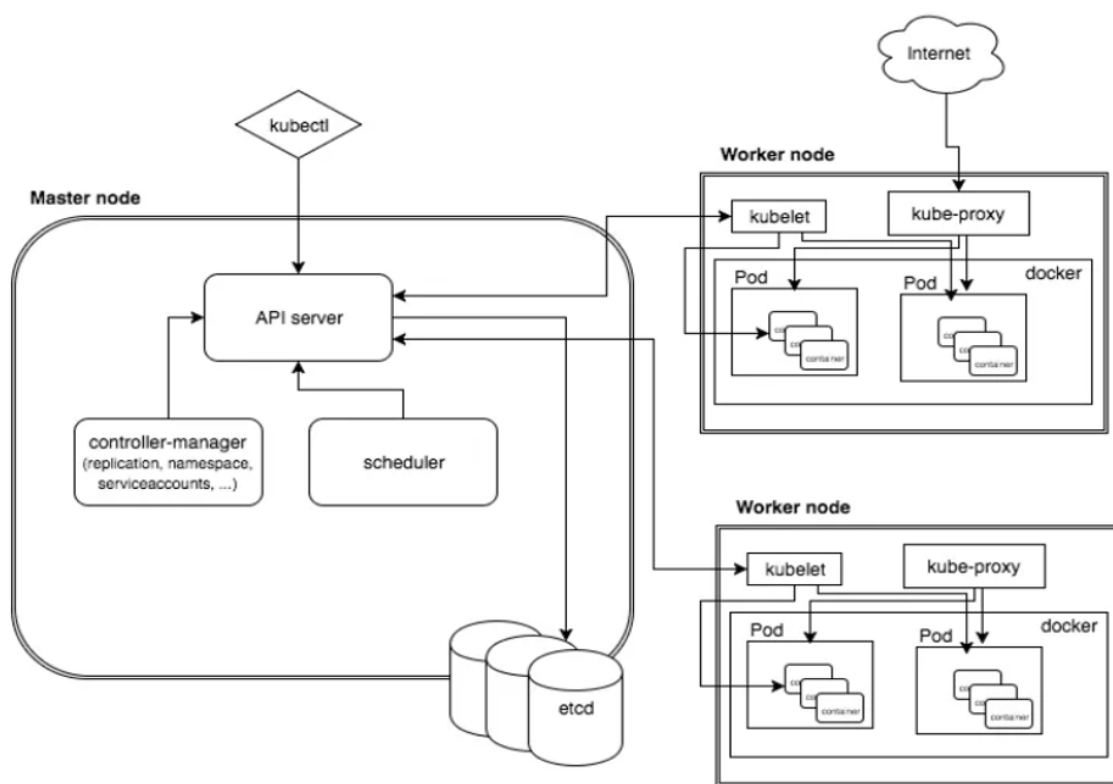 Internet
kubectl
Worker node
Master node
kubelet
kube-proxy
Pod
Pod
docker
API server
container
container
controller-manager
(replication, namespace,
serviceaccounts, ...)
scheduler
Worker node
kubelet
kube-proxy
Pod
Pod
docker
container
container
etcd